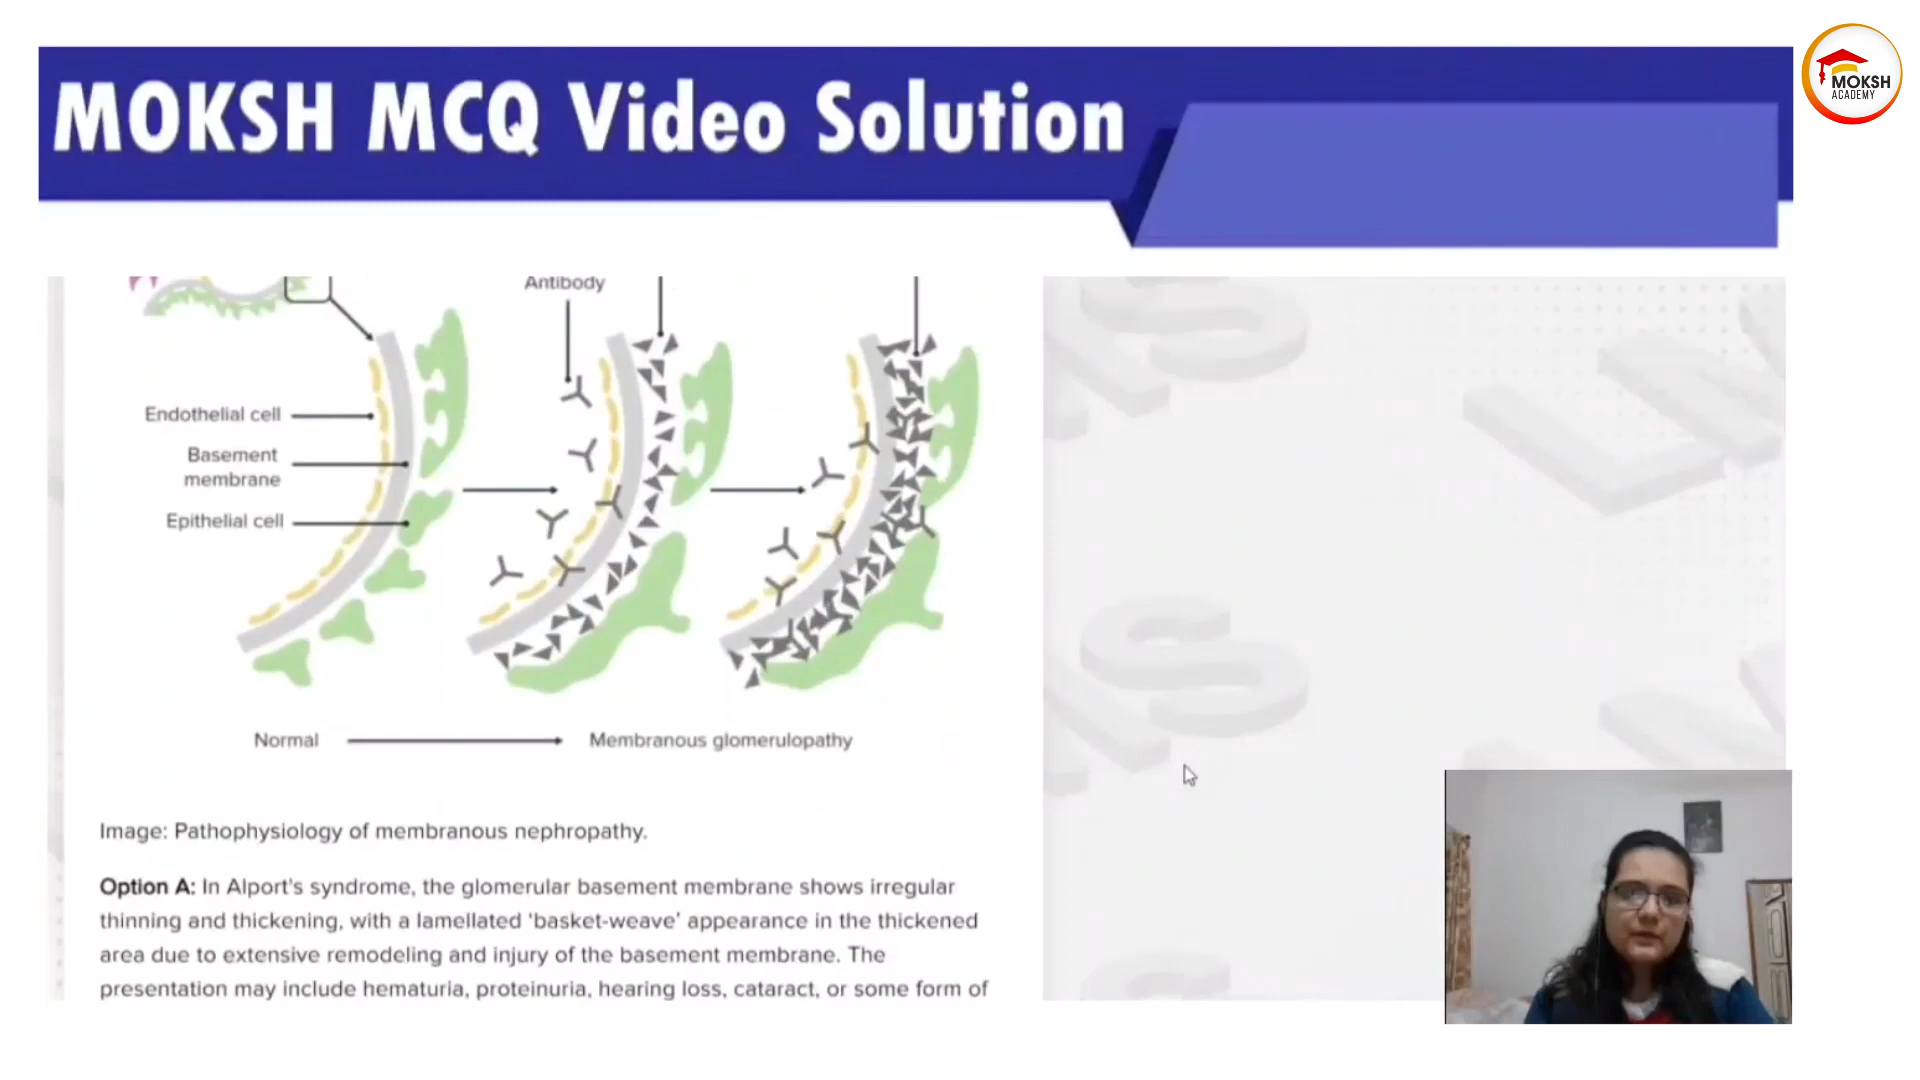 MOKSH MCQ Video Solution
MOKSH
ACADEMY
Antibody
Endothelial cell
Basement
membrane
Epithelial cell
Normal
Membranous glomerulopathy
Image: Pathophysiology of membranous nephropathy.
Option A: In Alport's syndrome, the glomerular basement membrane shows irregular
thinning and thickening, with a lamellated ‘basket-weave’ appearance in the thickened
area due to extensive remodeling and injury of the basement membrane. The
presentation may include hematuria, proteinuria, hearing loss, cataract, or some form of